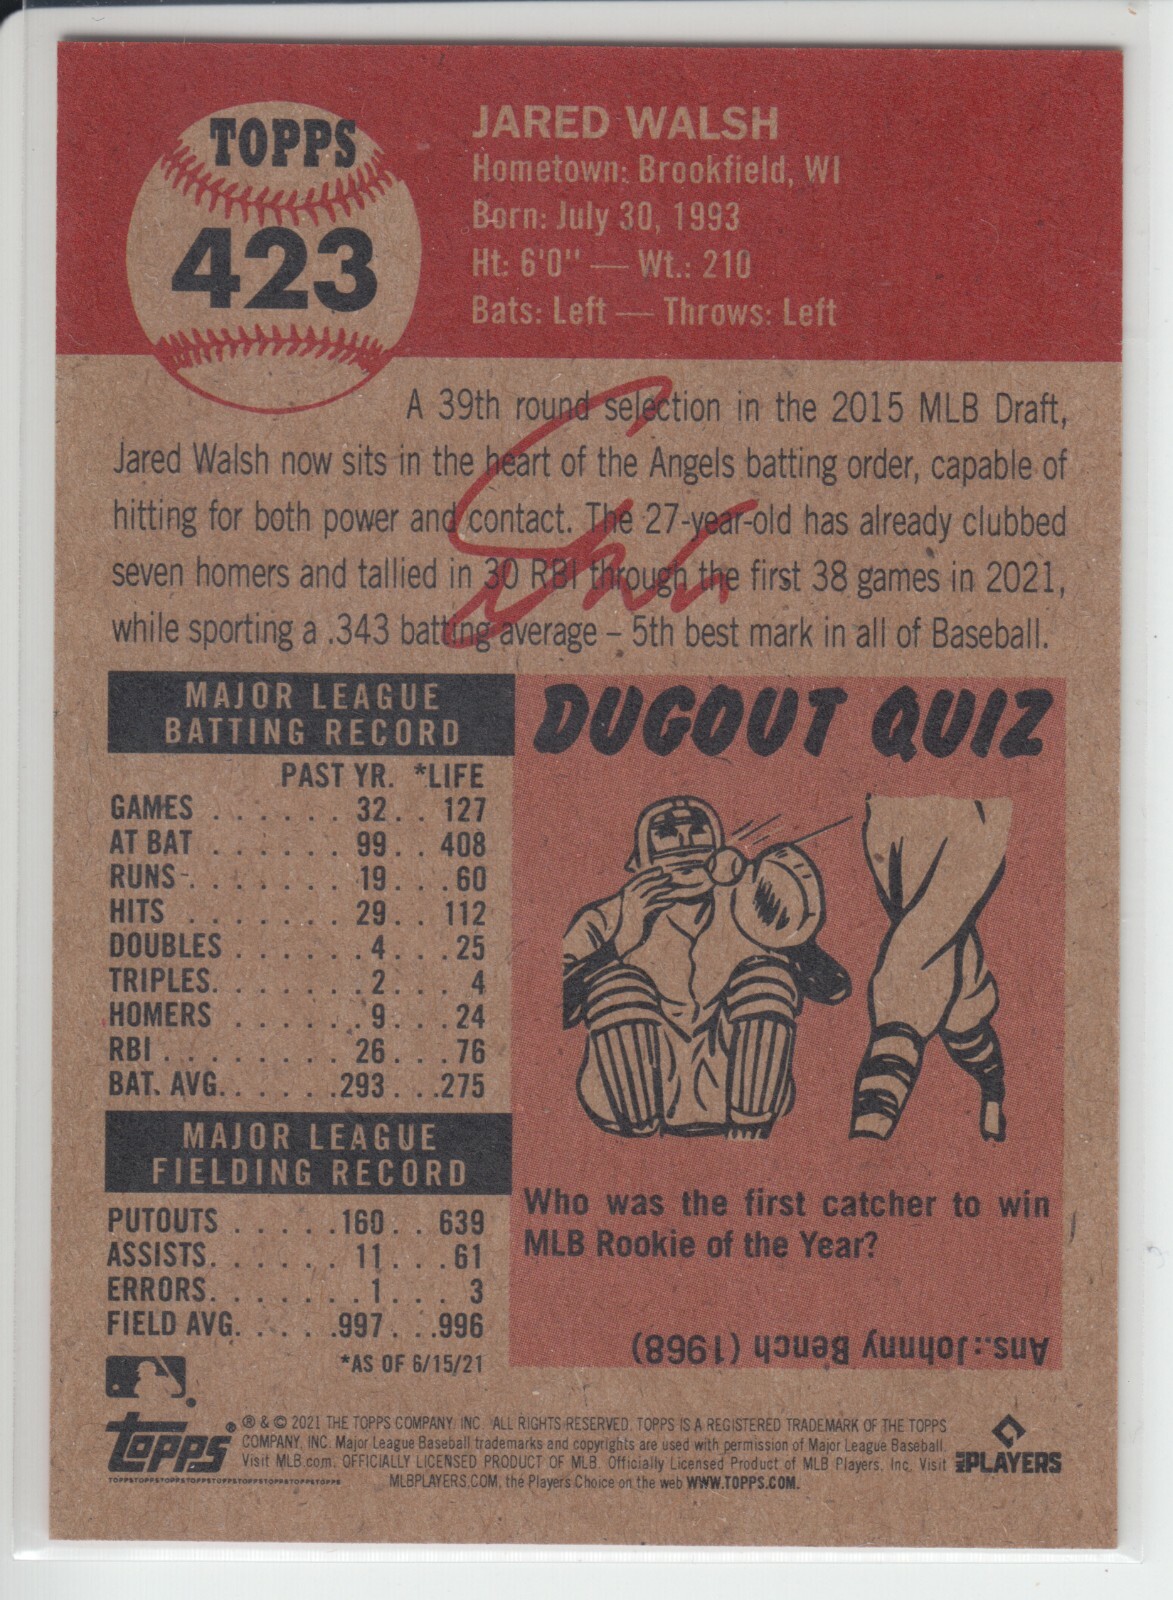 TOPPS
423
JARED WALSH
Hometown: Brookfield, WI
Born: July 30, 1993
Ht: 6'0" — Wt.: 210
Bats: Left — Throws: Left
A 39th round selection in the 2015 MLB Draft,
Jared Walsh now sits in the heart of the Angels batting order, capable of
hitting for both power and contact. The 27-year-old has already clubbed
seven homers and tallied in 30 RBI through the first 38 games in 2021,
while sporting a .343 batting average – 5th best mark in all of Baseball.
MAJOR LEAGUE
BATTING RECORD
PAST YR. *LIFE
GAMES . . . . . . 32 . . 127
AT BAT . . . . . . 99 . . 408
RUNS . . . . . . . 19 . . . 60
HITS . . . . . . . 29 . . 112
DOUBLES . . . . . 4 . . . 25
TRIPLES. . . . . . 2 . . . 4
HOMERS . . . . . . 9 . . . 24
RBI . . . . . . . . 26 . . . 76
BAT. AVG. . . . . .293 . . .275
MAJOR LEAGUE
FIELDING RECORD
PUTOUTS . . . . . 160 . . 639
ASSISTS. . . . . . 11 . . . 61
ERRORS. . . . . . . 1 . . . 3
FIELD AVG. . . . . .997 . . .996
*AS OF 6/15/21
DUGOUT QUIZ
Who was the first catcher to win
MLB Rookie of the Year?
Ans.: Johnny Bench (1968)
topps®
TOPPSTOPPSTOPPSTOPPSTOPPSTOPPSTOPPSTOPPSTOPPS
® & © 2021 THE TOPPS COMPANY, INC. ALL RIGHTS RESERVED. TOPPS IS A REGISTERED TRADEMARK OF THE TOPPS
COMPANY, INC. Major League Baseball trademarks and copyrights are used with permission of Major League Baseball.
Visit MLB.com. OFFICIALLY LICENSED PRODUCT OF MLB Players, Inc. Visit
MLBPLAYERS.COM, the Players Choice on the web WWW.TOPPS.COM.
MLB PLAYERS